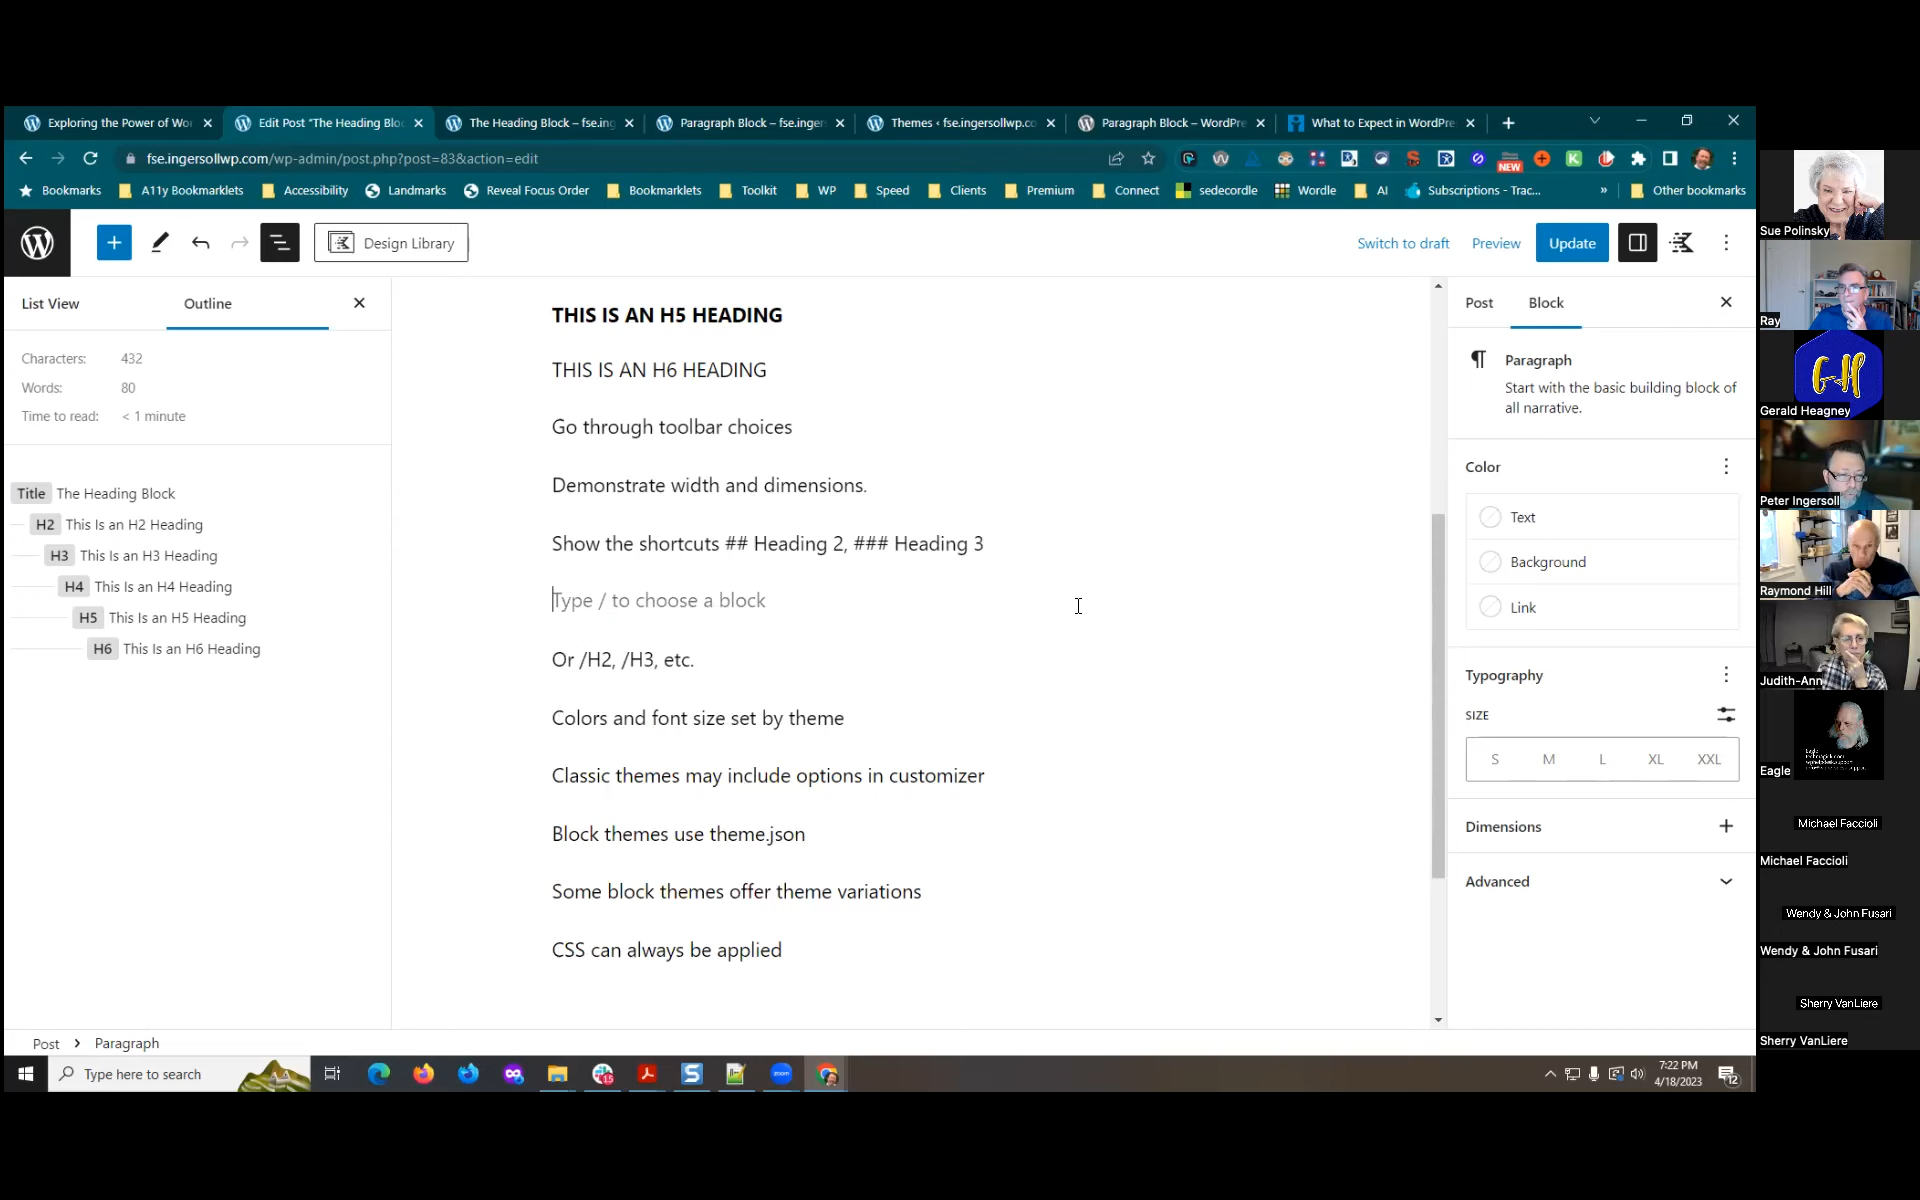 Exploring the Power of Wo
Edit Post "The Heading Blo
The Heading Block – fse.ing
Paragraph Block – fse.inger
Themes ‹ fse.ingersollwp.co
Paragraph Block – WordPre
What to Expect in WordPre
fse.ingersollwp.com/wp-admin/post.php?post=83&action=edit
NEW
Bookmarks
A11y Bookmarklets
Accessibility
Landmarks
Reveal Focus Order
Bookmarklets
Toolkit
WP
Speed
Clients
Premium
Connect
sedecordle
Wordle
AI
Subscriptions - Trac...
»
Other bookmarks
Design Library
Switch to draft
Preview
Update
List View
Outline
Characters: 432
Words: 80
Time to read: < 1 minute
Title The Heading Block
H2 This Is an H2 Heading
H3 This Is an H3 Heading
H4 This Is an H4 Heading
H5 This Is an H5 Heading
H6 This Is an H6 Heading
THIS IS AN H5 HEADING
THIS IS AN H6 HEADING
Go through toolbar choices
Demonstrate width and dimensions.
Show the shortcuts ## Heading 2, ### Heading 3
Type / to choose a block
Or /H2, /H3, etc.
Colors and font size set by theme
Classic themes may include options in customizer
Block themes use theme.json
Some block themes offer theme variations
CSS can always be applied
Post
Block
Paragraph
Start with the basic building block of
all narrative.
Color
Text
Background
Link
Typography
SIZE
S M L XL XXL
Dimensions
Advanced
Post > Paragraph
Type here to search
15
zoom
7:22 PM
4/18/2023
12
Sue Polinsky
Ray
GH
Gerald Heagney
Peter Ingersoll
Raymond Hill
Judith-Ann
Eagle
Eagle
Michael Faccioli
Michael Faccioli
Wendy & John Fusari
Wendy & John Fusari
Sherry VanLiere
Sherry VanLiere